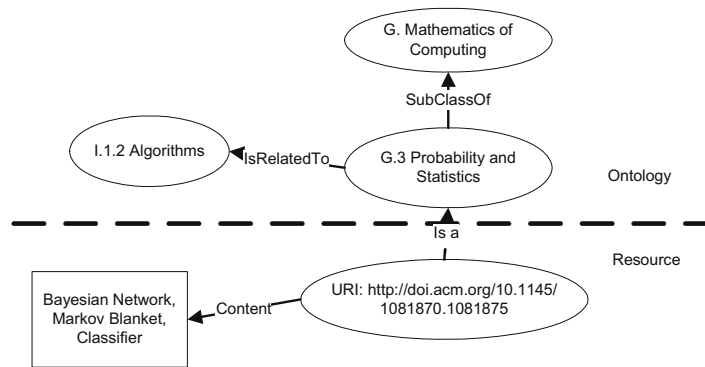 G. Mathematics of
Computing
SubClassOf
I.1.2 Algorithms
IsRelatedTo
G.3 Probability and
Statistics
Ontology
Is a
Resource
Bayesian Network,
Markov Blanket,
Classifier
Content
URI: http://doi.acm.org/10.1145/
1081870.1081875